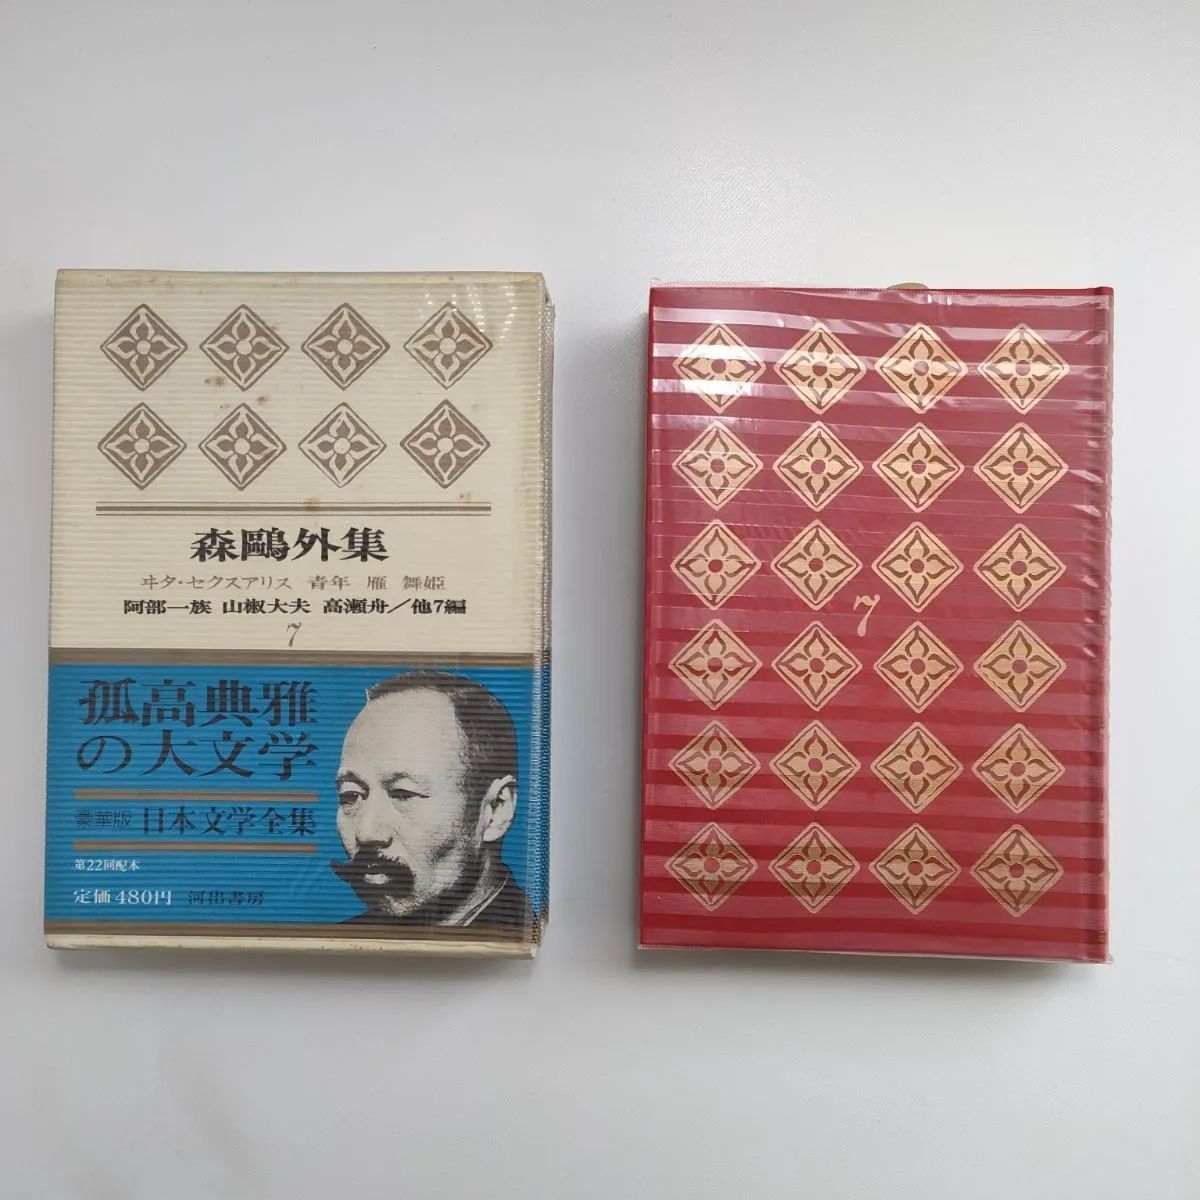 森鷗外集
ヰタ・セクスアリス 青年 雁 舞姫
阿部一族 山椒大夫 高瀬舟／他7編
7
孤高典雅
の大文学
豪華版 日本文学全集
第22回配本
定価480円 河出書房
7